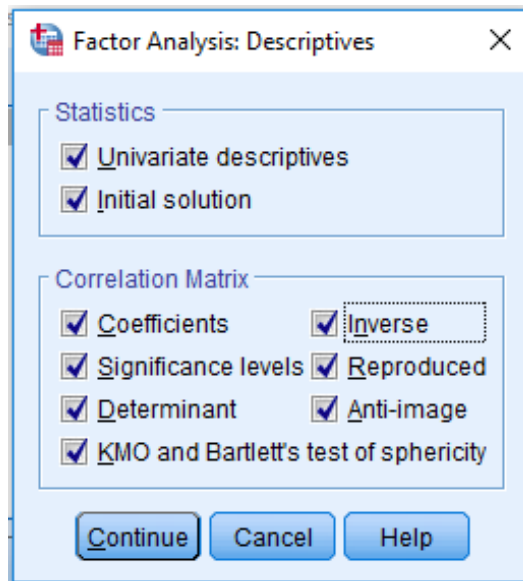 Factor Analysis: Descriptives
Statistics
Univariate descriptives
Initial solution
Correlation Matrix
Coefficients Inverse
Significance levels Reproduced
Determinant Anti-image
KMO and Bartlett's test of sphericity
Continue Cancel Help